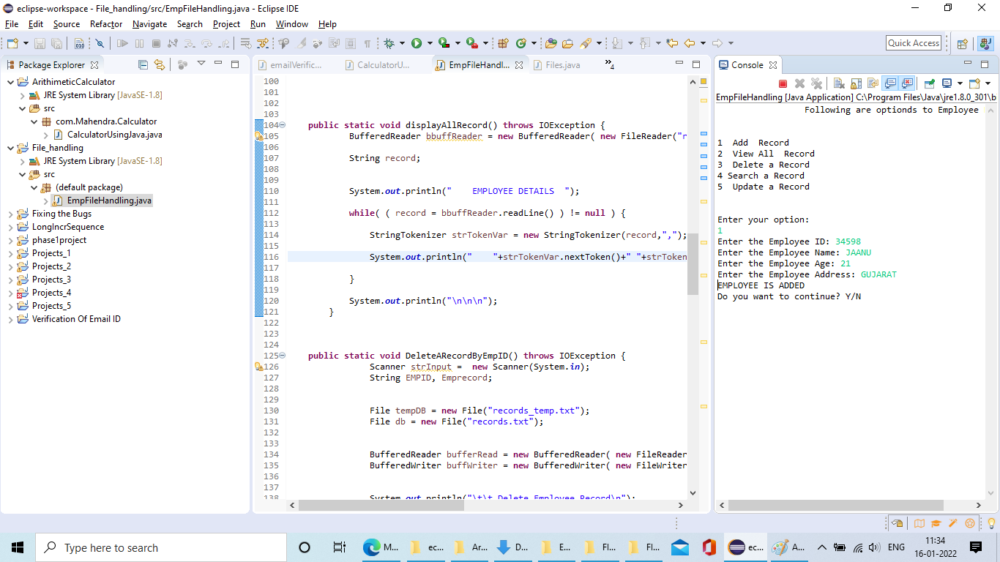 eclipse-workspace - File_handling/src/EmpFileHandling.java - Eclipse IDE
File Edit Source Refactor Navigate Search Project Run Window Help
Quick Access
Package Explorer
ArithimeticCalculator
JRE System Library [JavaSE-1.8]
src
com.Mahendra.Calculator
CalculatorUsingJava.java
File_handling
JRE System Library [JavaSE-1.8]
src
(default package)
EmpFileHandling.java
Fixing the Bugs
LongIncrSequence
phase1project
Projects_1
Projects_2
Projects_3
Projects_4
Projects_5
Verification Of Email ID
emailVerific... CalculatorU... EmpFileHandl... Files.java »4
100
101
102
103
104 public static void displayAllRecord() throws IOException {
105 BufferedReader bbuffReader = new BufferedReader( new FileReader("r
106
107 String record;
108
109
110 System.out.println("    EMPLOYEE DETAILS  ");
111
112 while( ( record = bbuffReader.readLine() ) != null ) {
113
114 StringTokenizer strTokenVar = new StringTokenizer(record,",");
115
116 System.out.println("    "+strTokenVar.nextToken()+" "+strToken
117
118 }
119
120 System.out.println("\n\n\n");
121 }
122
123
124
125 public static void DeleteARecordByEmpID() throws IOException {
126 Scanner strInput =  new Scanner(System.in);
127 String EMPID, Emprecord;
128
129
130 File tempDB = new File("records_temp.txt");
131 File db = new File("records.txt");
132
133
134 BufferedReader bufferRead = new BufferedReader( new FileReader
135 BufferedWriter buffWriter = new BufferedWriter( new FileWriter
136
137
138 System.out.println("\t\t Delete Employee Record\n");
Console
EmpFileHandling [Java Application] C:\Program Files\Java\jre1.8.0_301\b
Following are optionds to Employee
1  Add  Record
2  View All  Record
3  Delete a Record
4 Search a Record
5  Update a Record
Enter your option:
1
Enter the Employee ID: 34598
Enter the Employee Name: JAANU
Enter the Employee Age: 21
Enter the Employee Address: GUJARAT
EMPLOYEE IS ADDED
Do you want to continue? Y/N
Type here to search
M... ec... Ar... D... E... Fl... Fl... ec... A... ENG 11:34
16-01-2022